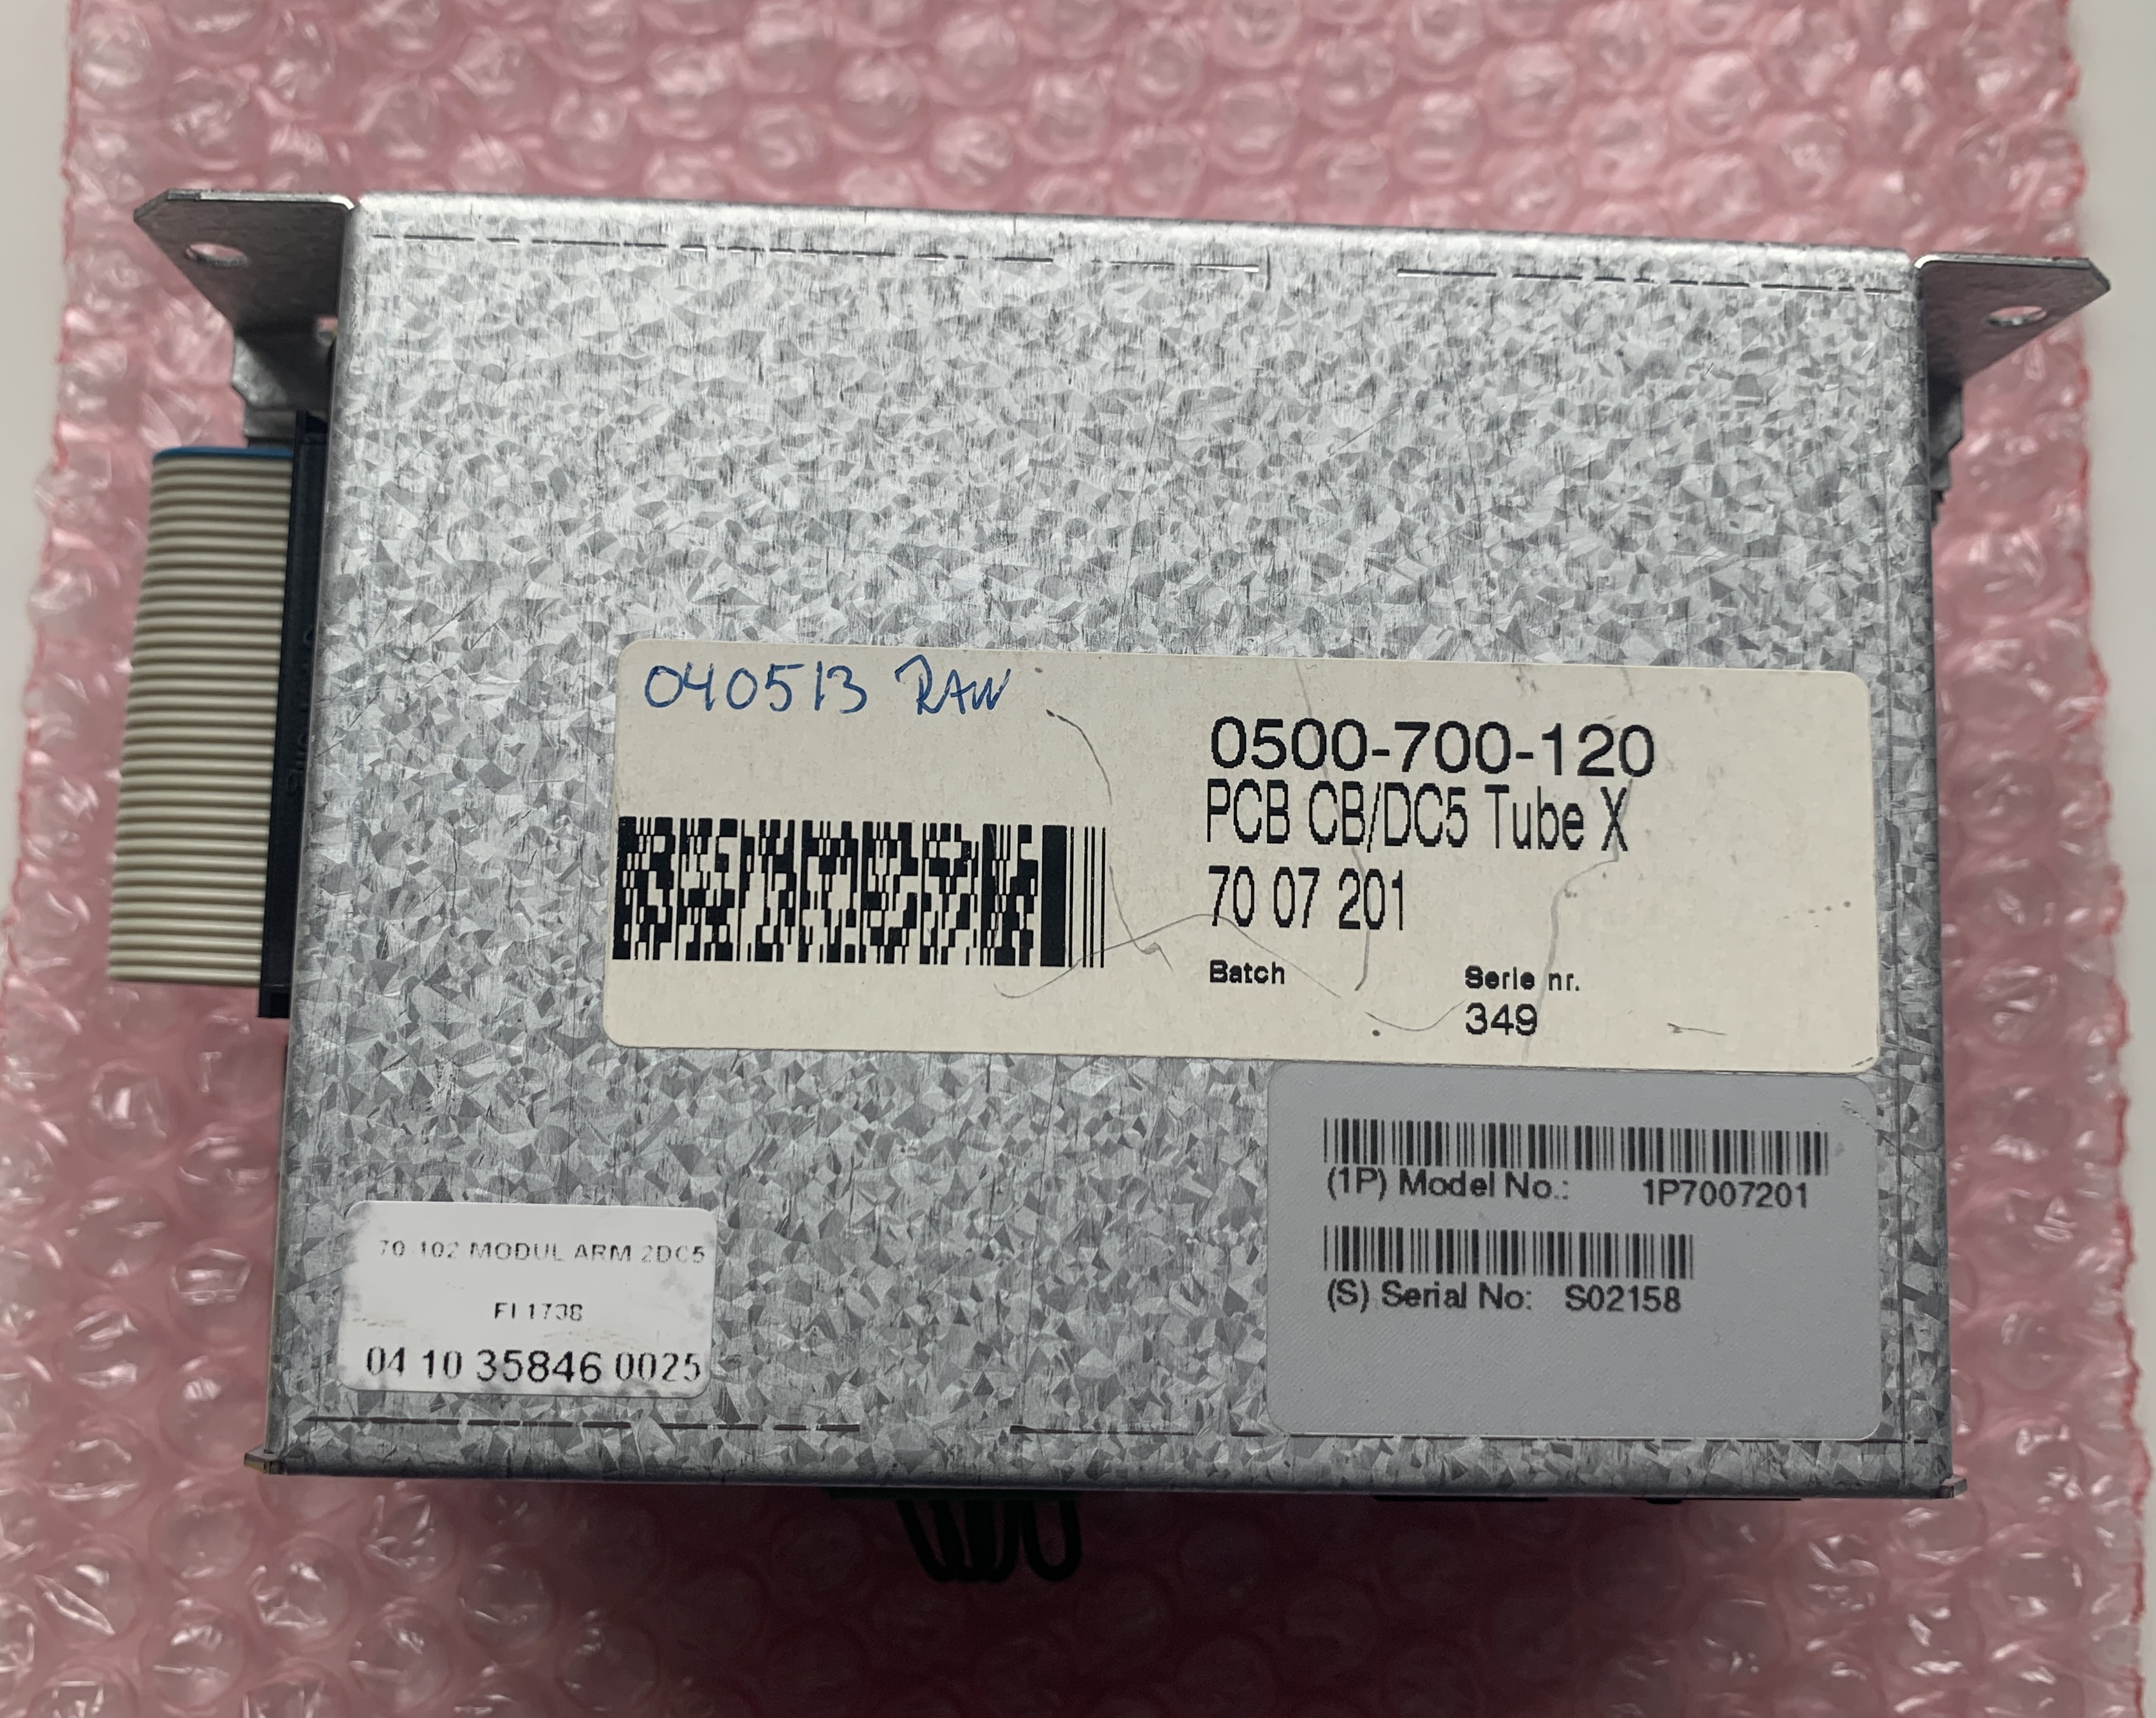 040513 RAW
0500-700-120
PCB CB/DC5 Tube X
70 07 201
Batch
Serie nr.
349
(1P) Model No.: 1P7007201
(S) Serial No: S02158
70 102 MODUL ARM 2DC5
04 10 35846 0025